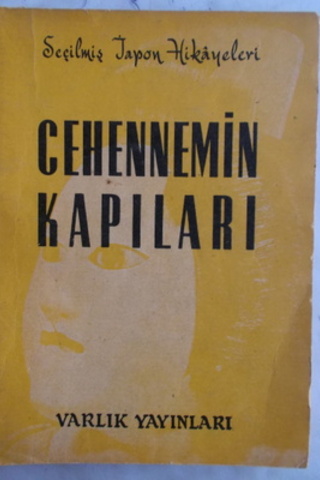 Seçilmiş Japon Hikâyeleri
CEHENNEMİN
KAPILARI
VARLIK YAYINLARI